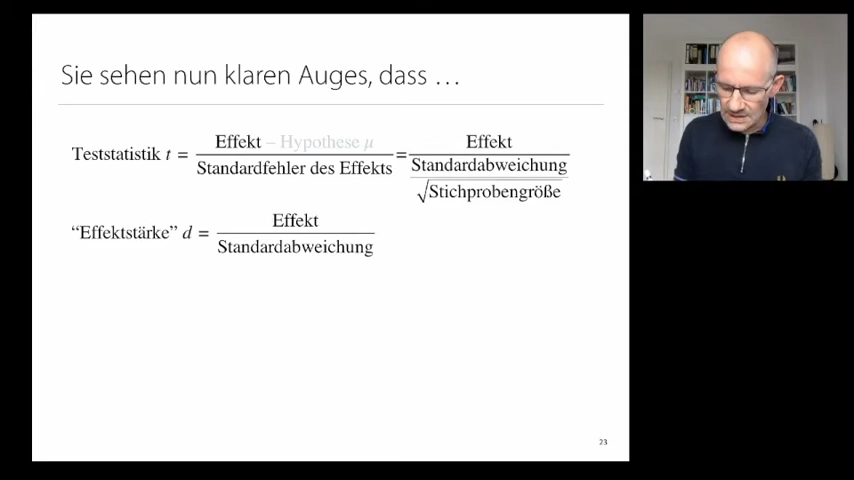 Sie sehen nun klaren Auges, dass …
Teststatistik t = Effekt – Hypothese μ / Standardfehler des Effekts = Effekt / Standardabweichung / √Stichprobengröße
“Effektstärke” d = Effekt / Standardabweichung
23